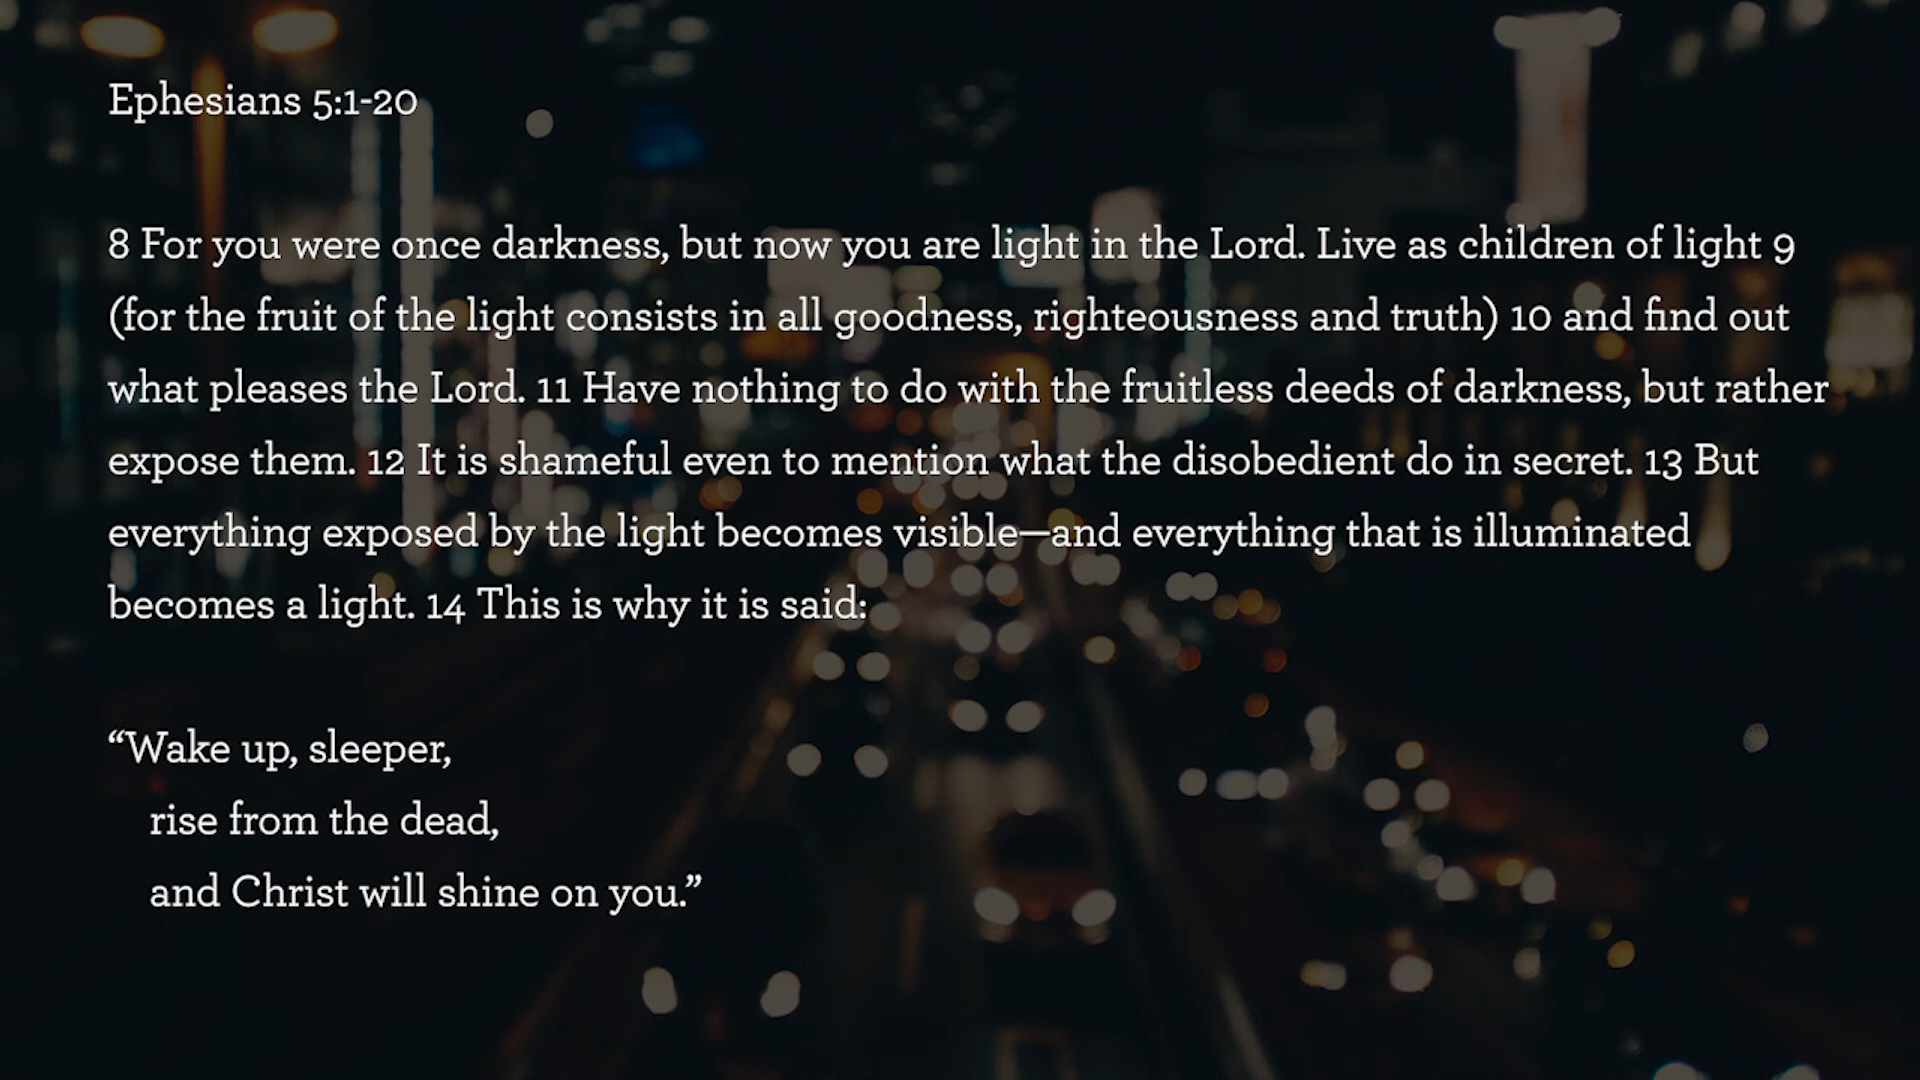 Ephesians 5:1-20
8 For you were once darkness, but now you are light in the Lord. Live as children of light 9
(for the fruit of the light consists in all goodness, righteousness and truth) 10 and find out
what pleases the Lord. 11 Have nothing to do with the fruitless deeds of darkness, but rather
expose them. 12 It is shameful even to mention what the disobedient do in secret. 13 But
everything exposed by the light becomes visible—and everything that is illuminated
becomes a light. 14 This is why it is said:
“Wake up, sleeper,
rise from the dead,
and Christ will shine on you.”